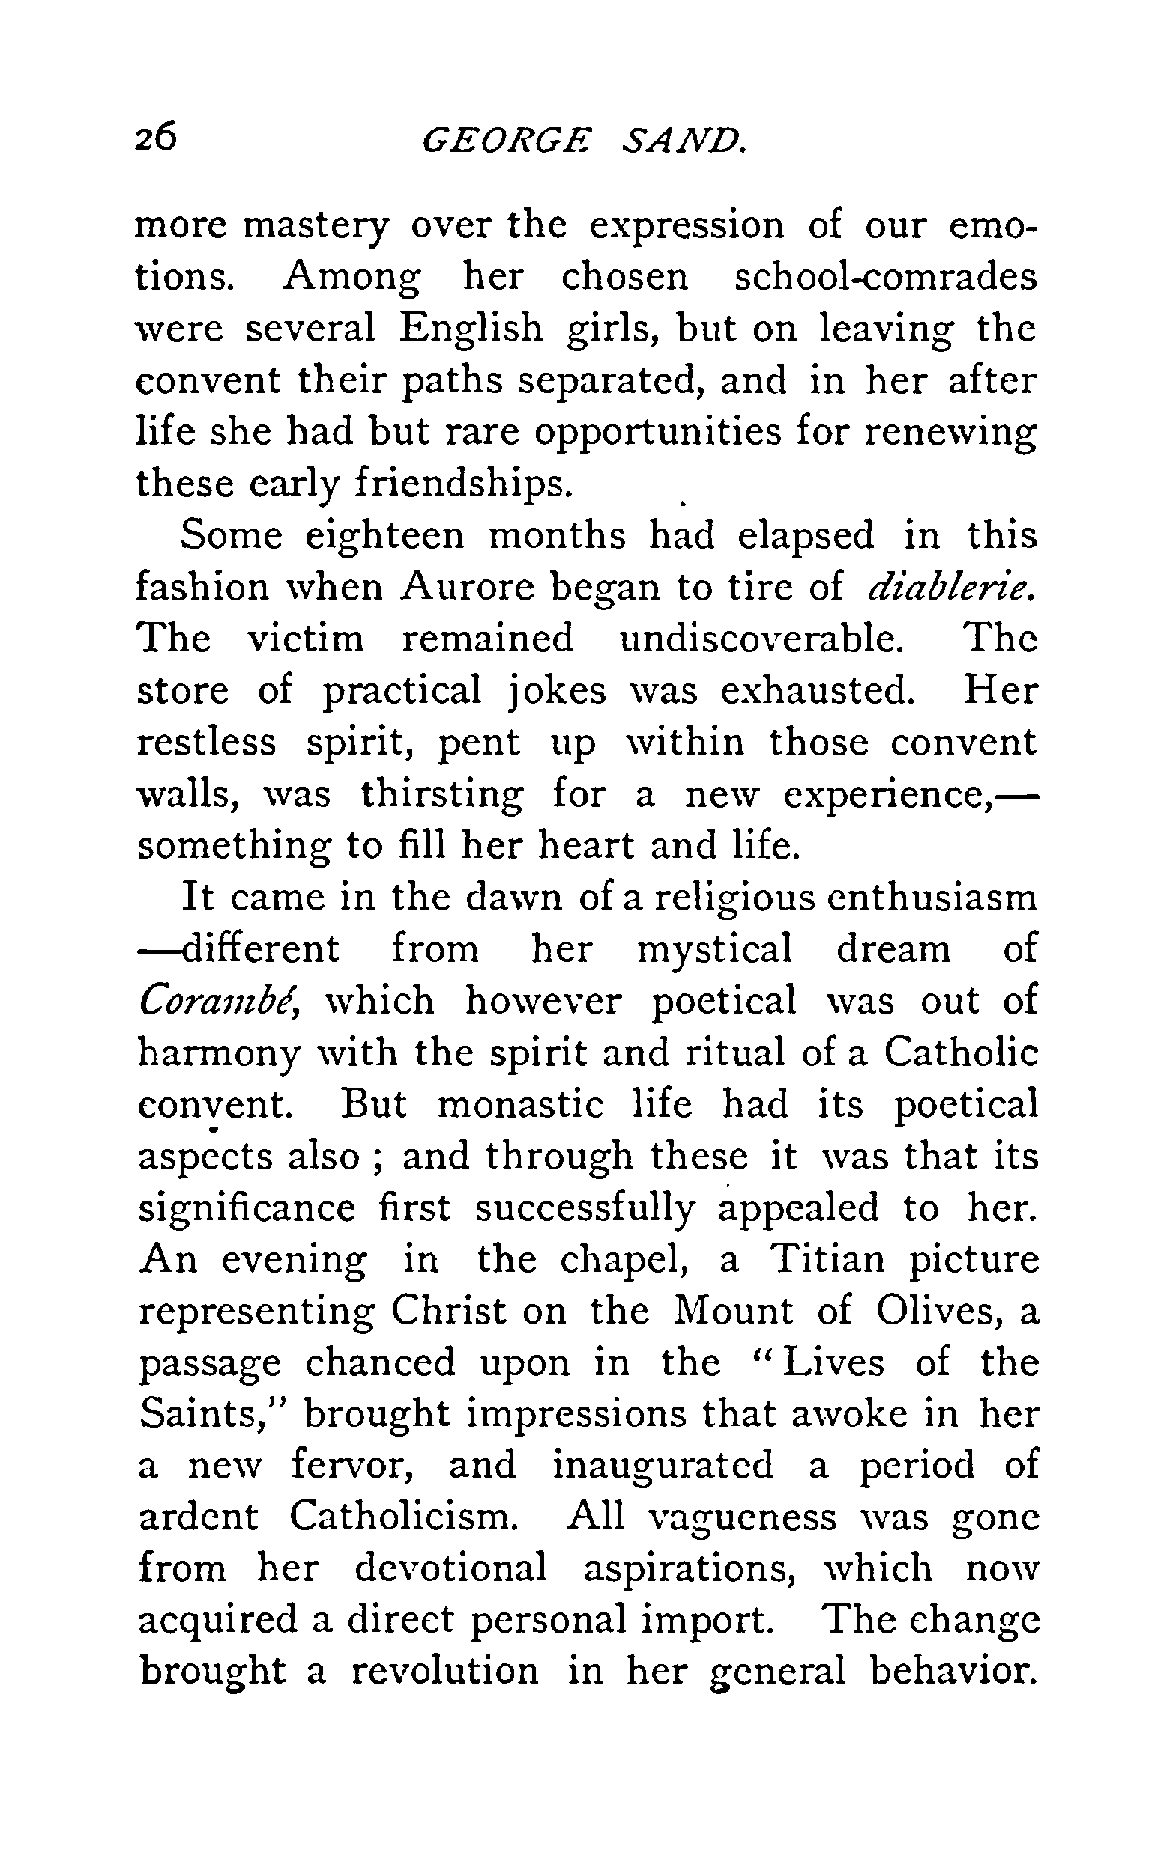 26 GEORGE SAND.
more mastery over the expression of our emo-
tions. Among her chosen school-comrades
were several English girls, but on leaving the
convent their paths separated, and in her after
life she had but rare opportunities for renewing
these early friendships.
Some eighteen months had elapsed in this
fashion when Aurore began to tire of diablerie.
The victim remained undiscoverable. The
store of practical jokes was exhausted. Her
restless spirit, pent up within those convent
walls, was thirsting for a new experience,—
something to fill her heart and life.
It came in the dawn of a religious enthusiasm
—different from her mystical dream of
Corambé, which however poetical was out of
harmony with the spirit and ritual of a Catholic
convent. But monastic life had its poetical
aspects also ; and through these it was that its
significance first successfully appealed to her.
An evening in the chapel, a Titian picture
representing Christ on the Mount of Olives, a
passage chanced upon in the " Lives of the
Saints," brought impressions that awoke in her
a new fervor, and inaugurated a period of
ardent Catholicism. All vagueness was gone
from her devotional aspirations, which now
acquired a direct personal import. The change
brought a revolution in her general behavior.